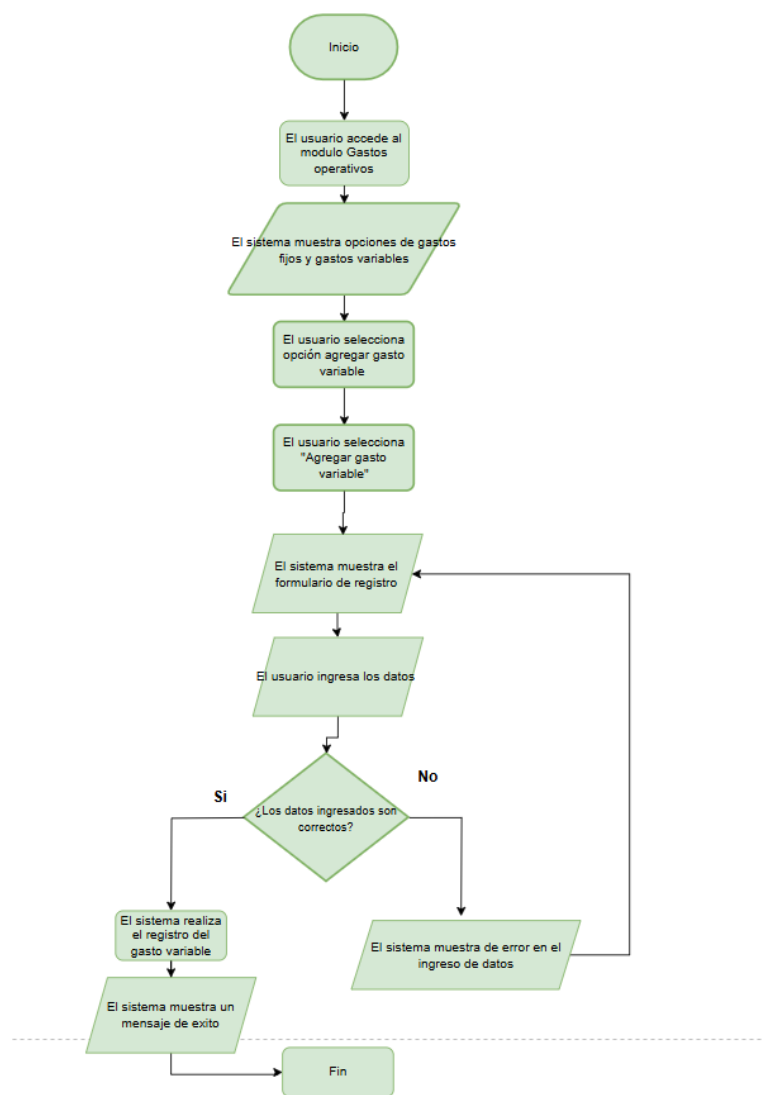 Inicio
El usuario accede al
modulo Gastos
operativos
El sistema muestra opciones de gastos
fijos y gastos variables
El usuario selecciona
opción agregar gasto
variable
El usuario selecciona
"Agregar gasto
variable"
El sistema muestra el
formulario de registro
El usuario ingresa los datos
¿Los datos ingresados son
correctos?
Si
No
El sistema realiza
el registro del
gasto variable
El sistema muestra de error en el
ingreso de datos
El sistema muestra un
mensaje de exito
Fin